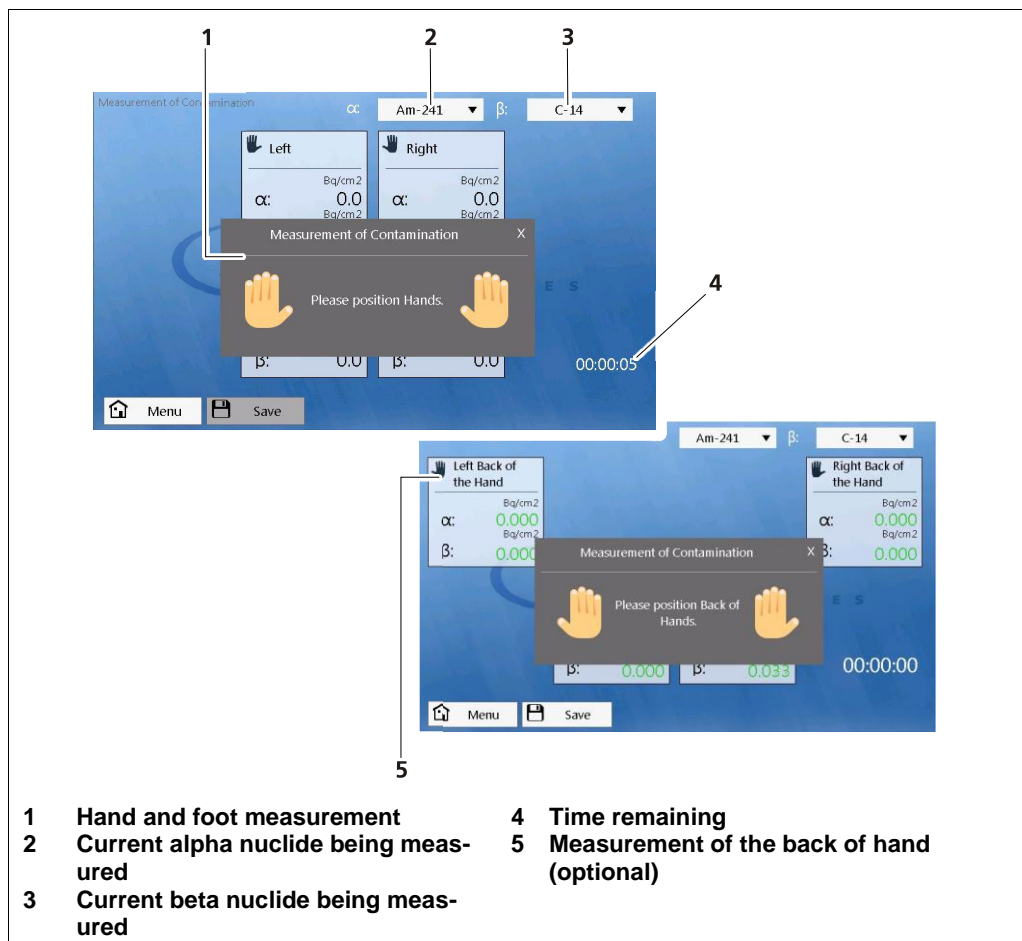 1
2
3
Measurement of Contamination
α: Am-241 ▼ β: C-14 ▼
Left
Right
Bq/cm2
Bq/cm2
α: 0.0
α: 0.0
Bq/cm2
Bq/cm2
Measurement of Contamination X
Please position Hands.
E S
4
β: 0.0
β: 0.0
00:00:05
Menu
Save
Am-241 ▼ β: C-14 ▼
Left Back of
the Hand
Right Back of
the Hand
Bq/cm2
Bq/cm2
α: 0.000
α: 0.000
Bq/cm2
Bq/cm2
β: 0.000
β: 0.000
Measurement of Contamination X
Please position Back of
Hands.
E S
β: 0.000
β: 0.033
00:00:00
Menu
Save
5
1 Hand and foot measurement
2 Current alpha nuclide being meas-
ured
3 Current beta nuclide being meas-
ured
4 Time remaining
5 Measurement of the back of hand
(optional)